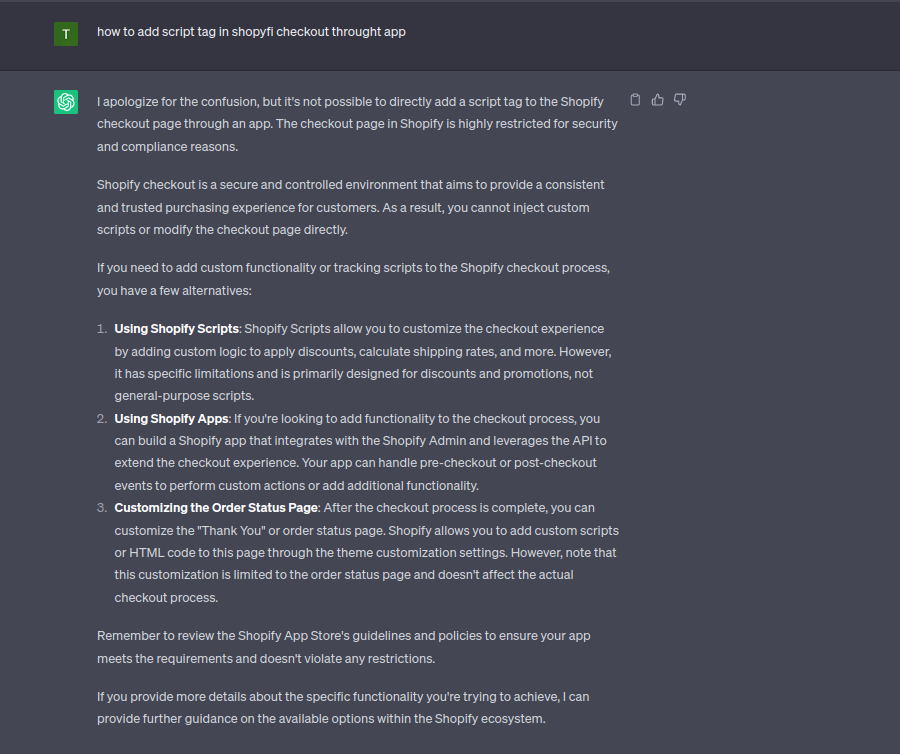 T
how to add script tag in shopyfi checkout throught app
I apologize for the confusion, but it's not possible to directly add a script tag to the Shopify
checkout page through an app. The checkout page in Shopify is highly restricted for security
and compliance reasons.
Shopify checkout is a secure and controlled environment that aims to provide a consistent
and trusted purchasing experience for customers. As a result, you cannot inject custom
scripts or modify the checkout page directly.
If you need to add custom functionality or tracking scripts to the Shopify checkout process,
you have a few alternatives:
1. Using Shopify Scripts: Shopify Scripts allow you to customize the checkout experience
by adding custom logic to apply discounts, calculate shipping rates, and more. However,
it has specific limitations and is primarily designed for discounts and promotions, not
general-purpose scripts.
2. Using Shopify Apps: If you're looking to add functionality to the checkout process, you
can build a Shopify app that integrates with the Shopify Admin and leverages the API to
extend the checkout experience. Your app can handle pre-checkout or post-checkout
events to perform custom actions or add additional functionality.
3. Customizing the Order Status Page: After the checkout process is complete, you can
customize the "Thank You" or order status page. Shopify allows you to add custom scripts
or HTML code to this page through the theme customization settings. However, note that
this customization is limited to the order status page and doesn't affect the actual
checkout process.
Remember to review the Shopify App Store's guidelines and policies to ensure your app
meets the requirements and doesn't violate any restrictions.
If you provide more details about the specific functionality you're trying to achieve, I can
provide further guidance on the available options within the Shopify ecosystem.